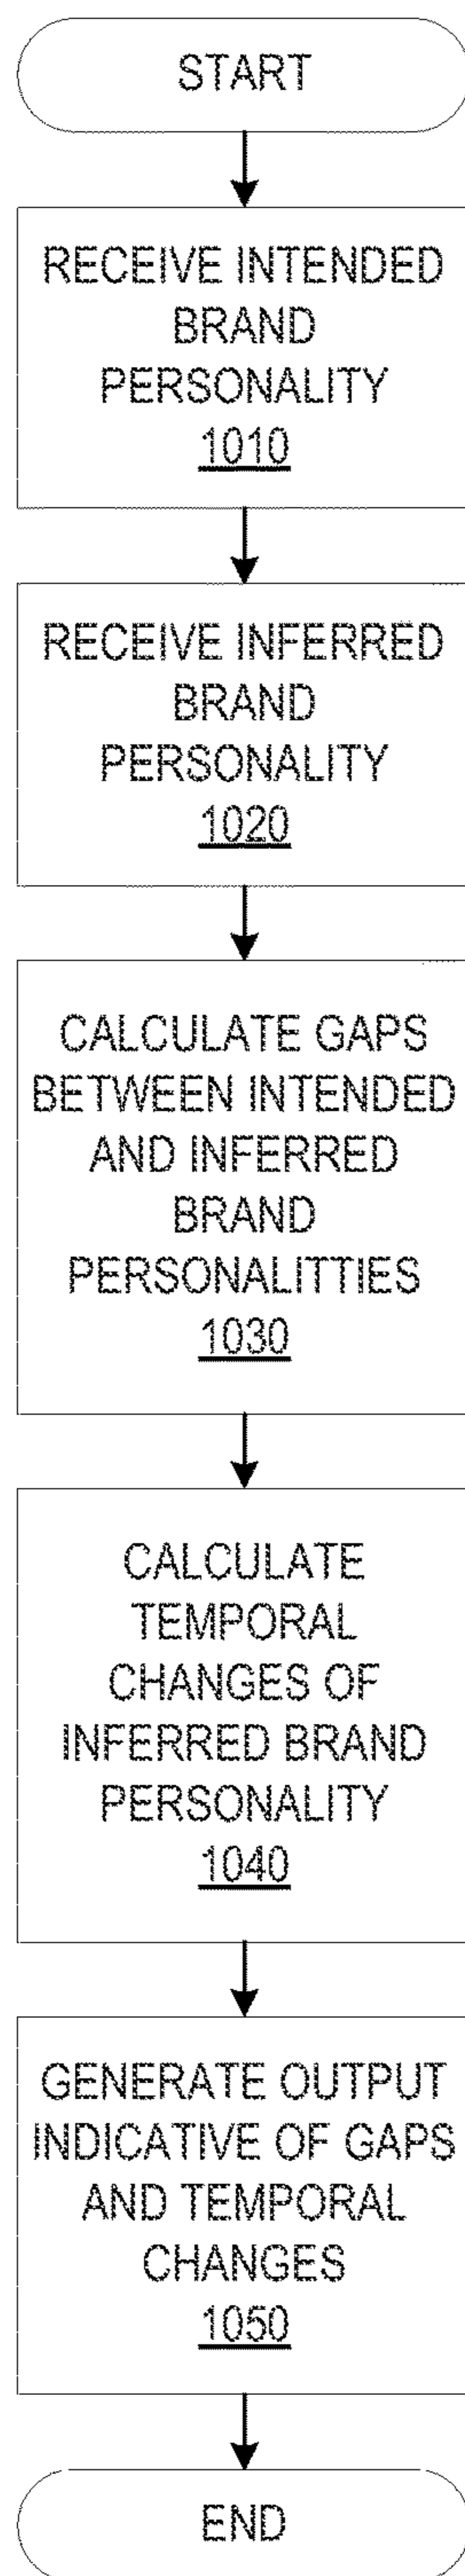 START
RECEIVE INTENDED
BRAND
PERSONALITY
1010
RECEIVE INFERRED
BRAND
PERSONALITY
1020
CALCULATE GAPS
BETWEEN INTENDED
AND INFERRED
BRAND
PERSONALITTIES
1030
CALCULATE
TEMPORAL
CHANGES OF
INFERRED BRAND
PERSONALITY
1040
GENERATE OUTPUT
INDICATIVE OF GAPS
AND TEMPORAL
CHANGES
1050
END